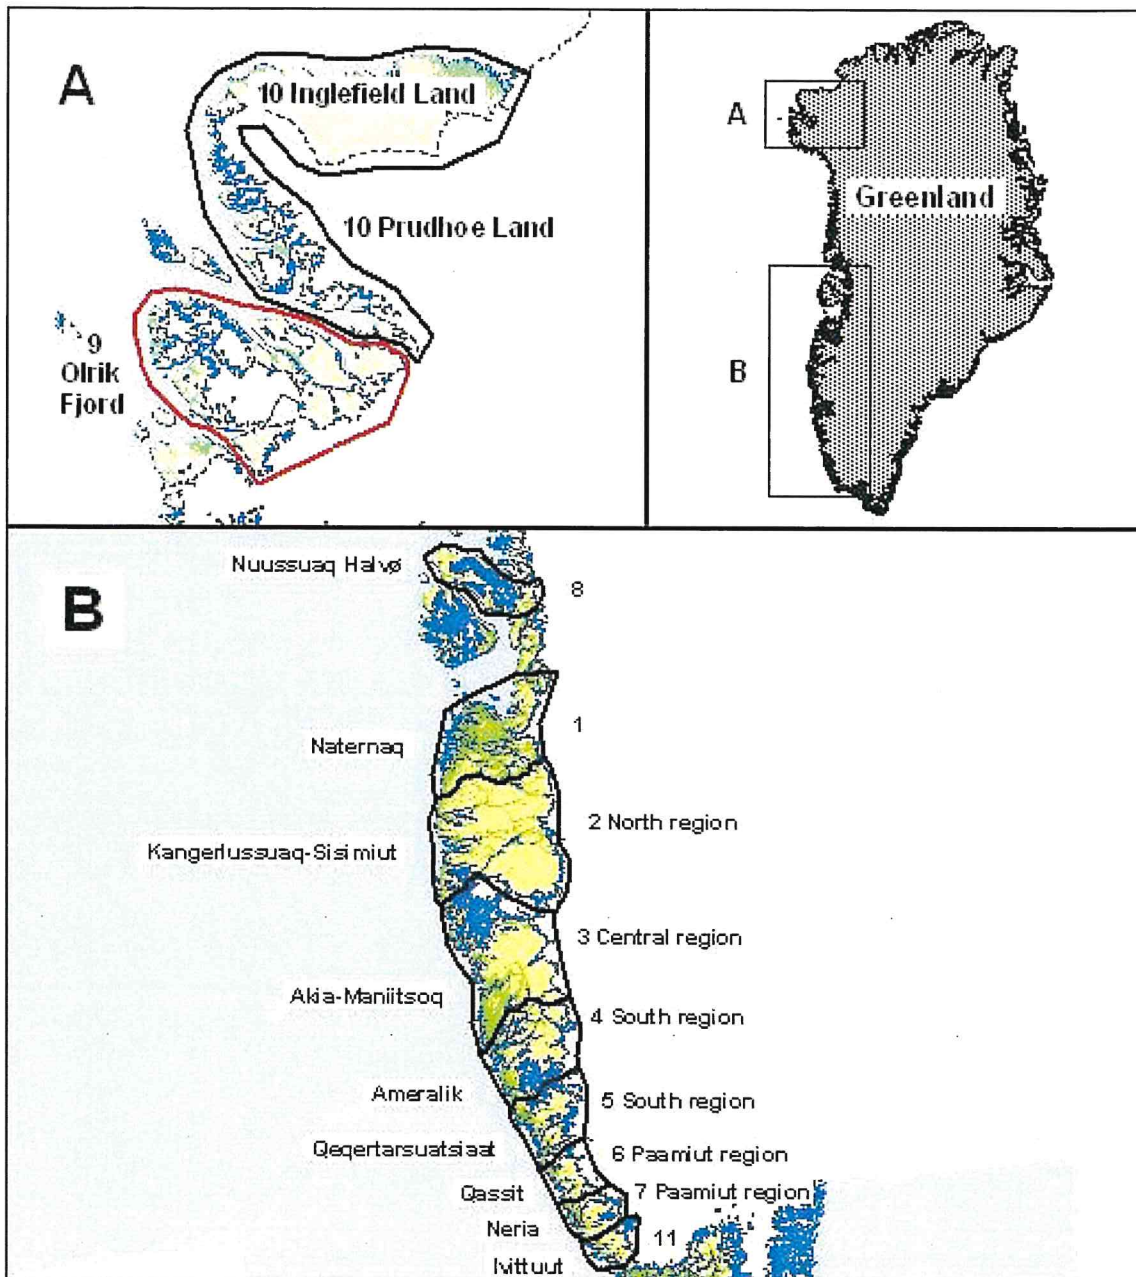 A
10 Inglefield Land
10 Prudhoe Land
9
Olrik
Fjord
A
Greenland
B
B
Nuussuaq Halvø
8
1
Naternaq
2 North region
Kangerlussuaq-Sisimiut
3 Central region
Akia-Maniitsoq
4 South region
Ameralik
5 South region
Qeqertarsuatsiaat
6 Paamiut region
Qassit
7 Paamiut region
Neria
11
Ivittuut